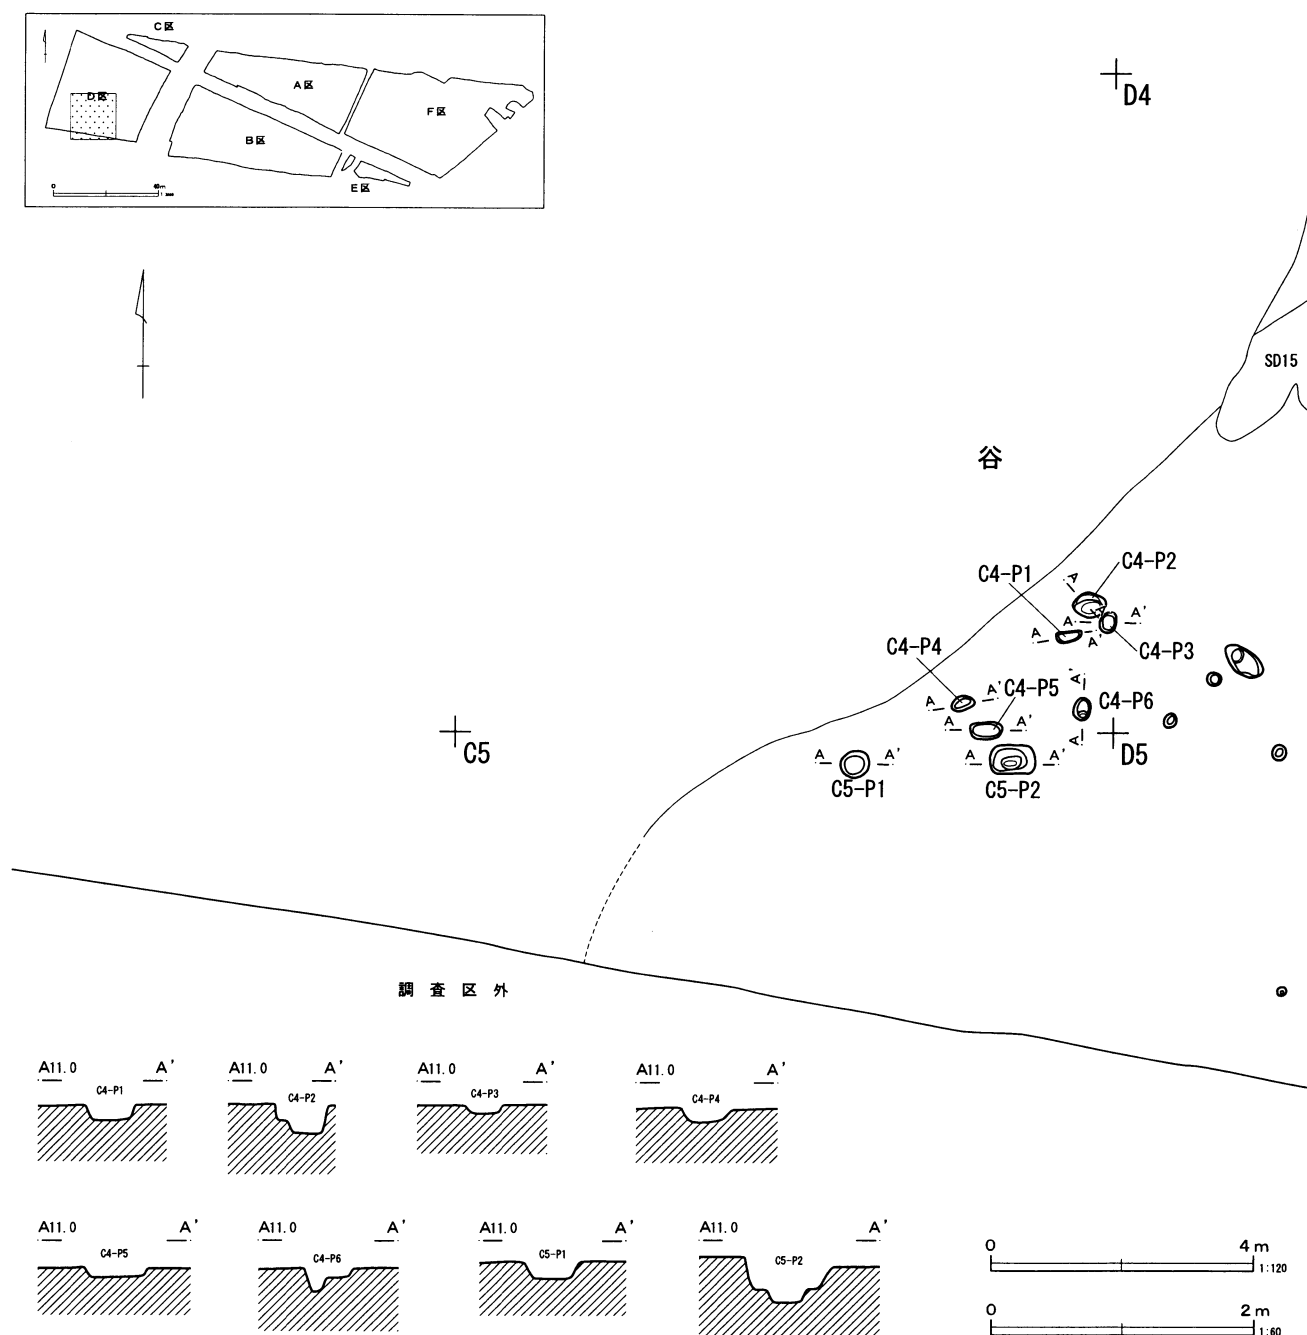 C区
D区
A区
F区
B区
E区
0
D4
SD15
谷
C4-P2
C4-P1
A
A
A'
A
A
A'
C4-P3
C4-P4
A
A'
C4-P5
A'
C4-P6
A
A'
A
C5
D5
A
A'
A
A'
C5-P1
C5-P2
調査区外
A11.0 A'
C4-P1
A11.0 A'
C4-P2
A11.0 A'
C4-P3
A11.0 A'
C4-P4
A11.0 A'
C4-P5
A11.0 A'
C4-P6
A11.0 A'
C5-P1
A11.0 A'
C5-P2
0 4m
1:120
0 2m
1:60